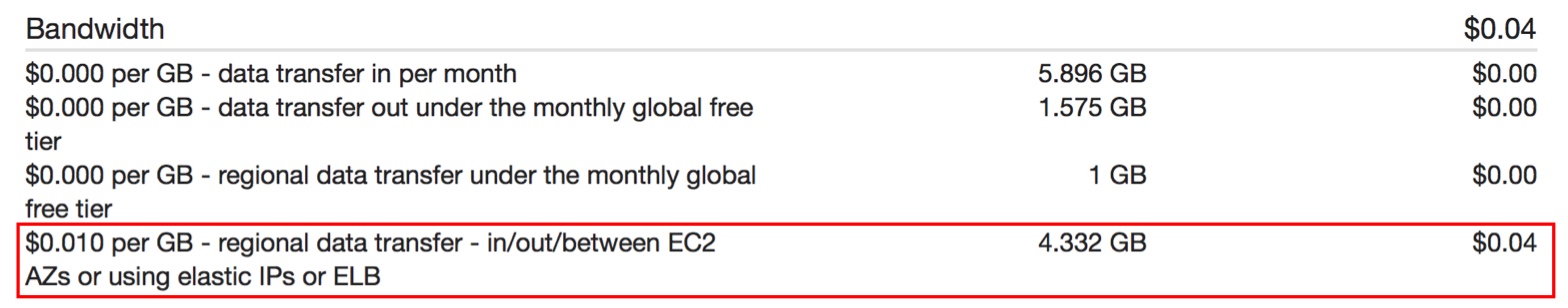 Bandwidth $0.04
$0.000 per GB - data transfer in per month 5.896 GB $0.00
$0.000 per GB - data transfer out under the monthly global free 1.575 GB $0.00
tier
$0.000 per GB - regional data transfer under the monthly global 1 GB $0.00
free tier
$0.010 per GB - regional data transfer - in/out/between EC2 4.332 GB $0.04
AZs or using elastic IPs or ELB